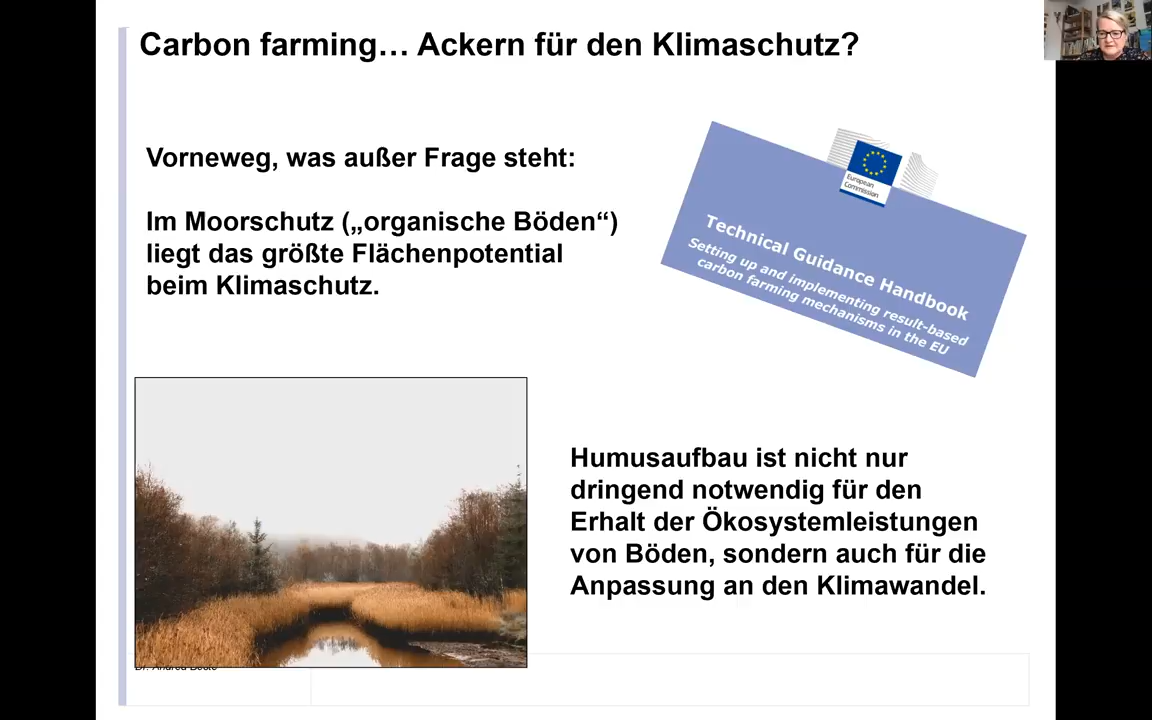 Carbon farming… Ackern für den Klimaschutz?
Vorneweg, was außer Frage steht:
Im Moorschutz („organische Böden“)
liegt das größte Flächenpotential
beim Klimaschutz.
European
Commission
Technical Guidance Handbook
Setting up and implementing result-based
carbon farming mechanisms in the EU
Humusaufbau ist nicht nur
dringend notwendig für den
Erhalt der Ökosystemleistungen
von Böden, sondern auch für die
Anpassung an den Klimawandel.
Dr. Andrea Beste